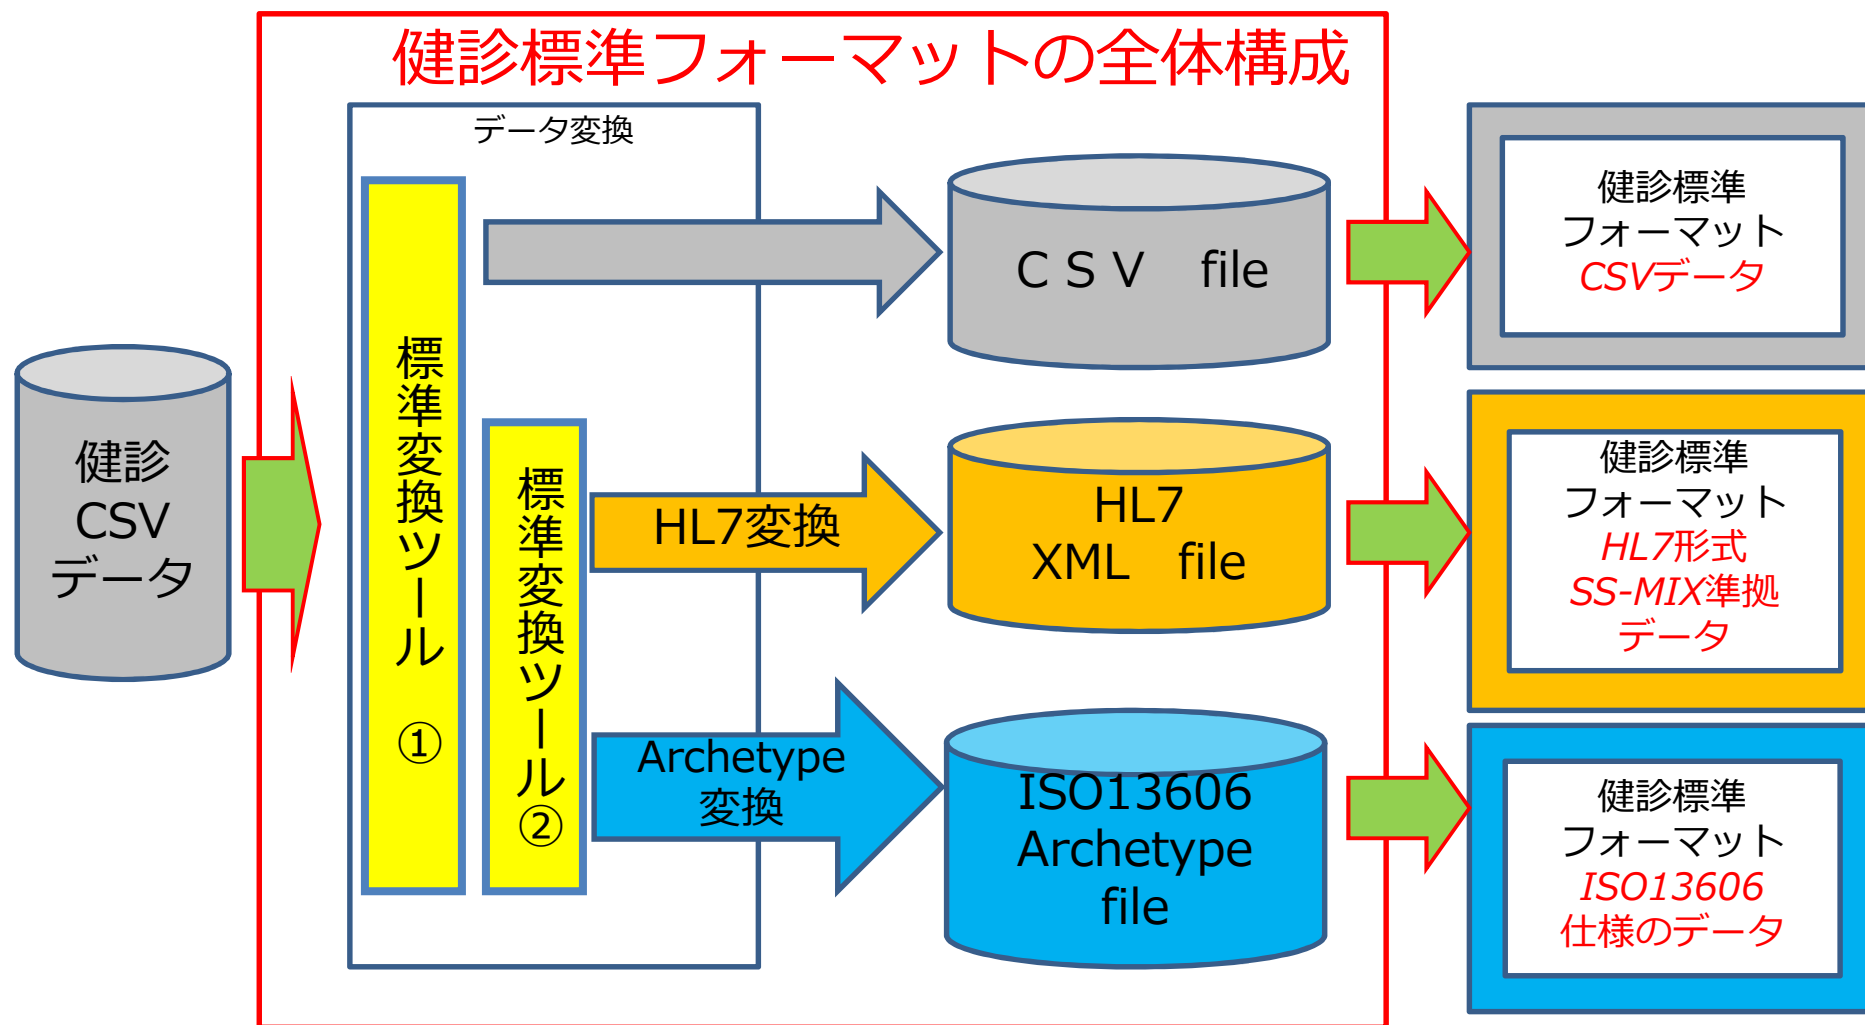 健診標準フォーマットの全体構成
データ変換
健診
CSV
データ
標準変換ツール ①
標準変換ツール②
ＣＳＶ　file
HL7変換
HL7
XML　file
Archetype
変換
ISO13606
Archetype
file
健診標準
フォーマット
CSVデータ
健診標準
フォーマット
HL7形式
SS-MIX準拠
データ
健診標準
フォーマット
ISO13606
仕様のデータ